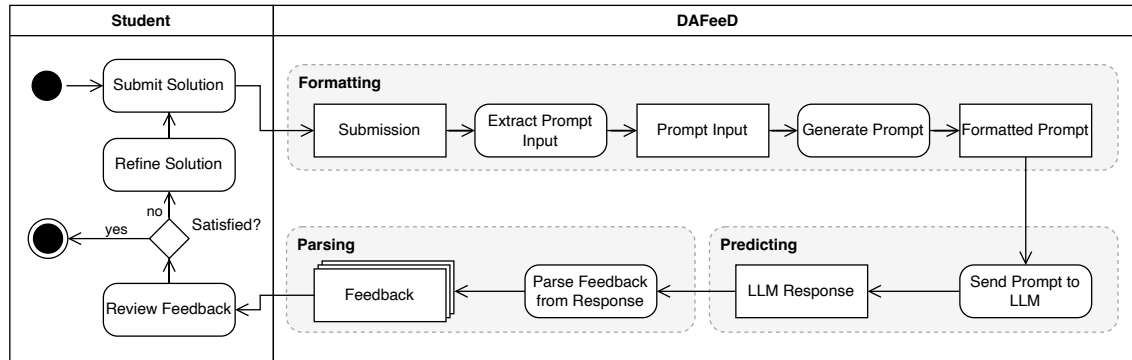 Student
DAFeeD
Submit Solution
Refine Solution
no
Satisfied?
yes
Review Feedback
Formatting
Submission
Extract Prompt
Input
Prompt Input
Generate Prompt
Formatted Prompt
Parsing
Feedback
Parse Feedback
from Response
Predicting
LLM Response
Send Prompt to
LLM